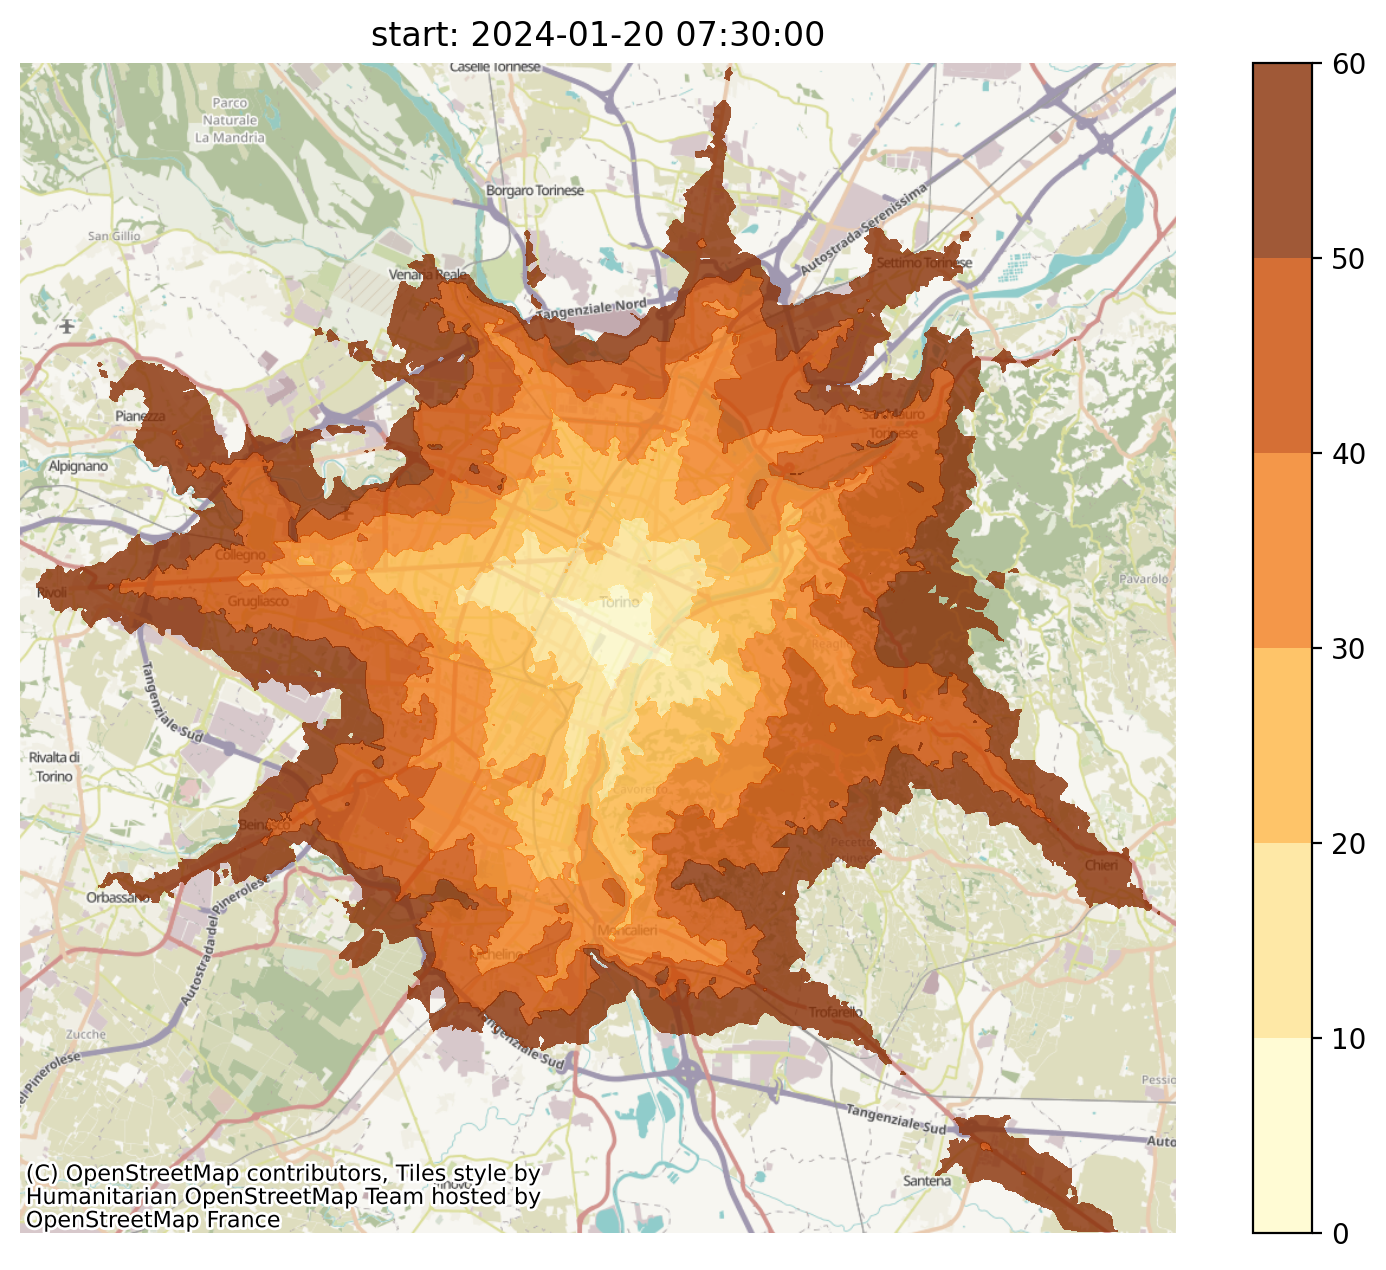 start: 2024-01-20 07:30:00
Caselle Torinese
Parco
Naturale
La Mandria
Borgaro Torinese
San Gillio
Autostrada Serenissima
Venaria Reale
Settimo Torinese
Tangenziale Nord
Pianezza
San Mauro
Torinese
Alpignano
Collegno
Pavarolo
Rivoli
Grugliasco
Torino
Reaglie
Tangenziale Sud
Rivalta di
Torino
Cavoretto
Beinasco
Pecetto
Chieri
Orbassano
Autostrada del Pinerolese
Moncalieri
Nichelino
Trofarello
Tangenziale Sud
Zucche
del Pinerolese
Pessio
Tangenziale Sud
Auto
Santena
(C) OpenStreetMap contributors, Tiles style by
Humanitarian OpenStreetMap Team hosted by
OpenStreetMap France
60
50
40
30
20
10
0